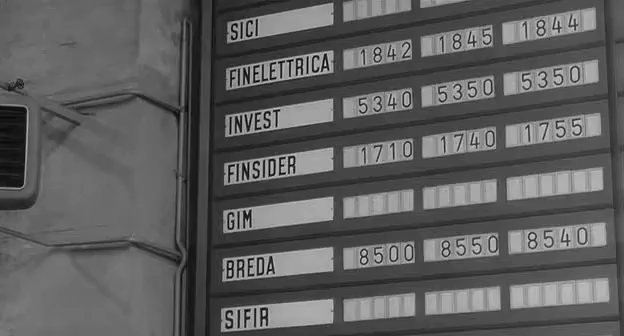 SICI
FINELETTRICA 1842 1845 1844
INVEST 5340 5350 5350
FINSIDER 1710 1740 1755
GIM
BREDA 8500 8550 8540
SIFIR